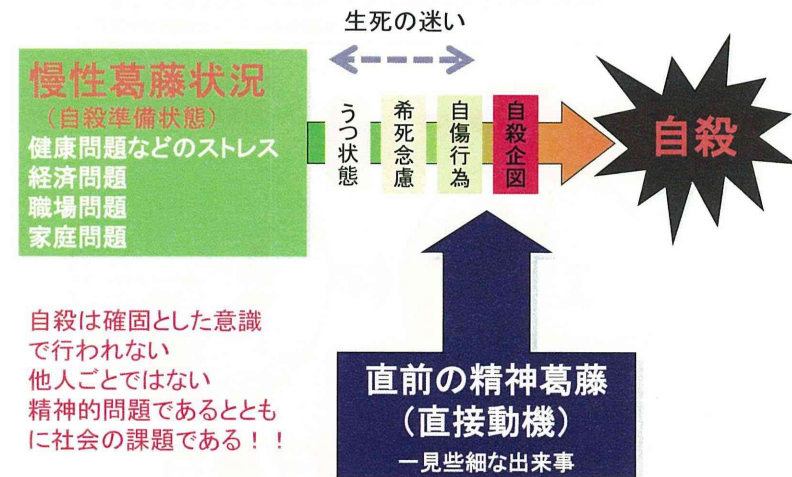 生死の迷い
慢性葛藤状況
（自殺準備状態）
健康問題などのストレス
経済問題
職場問題
家庭問題
うつ状態
希死念慮
自傷行為
自殺企図
自殺
自殺は確固とした意識
で行われない
他人ごとではない
精神的問題であるととも
に社会の課題である！！
直前の精神葛藤
（直接動機）
一見些細な出来事